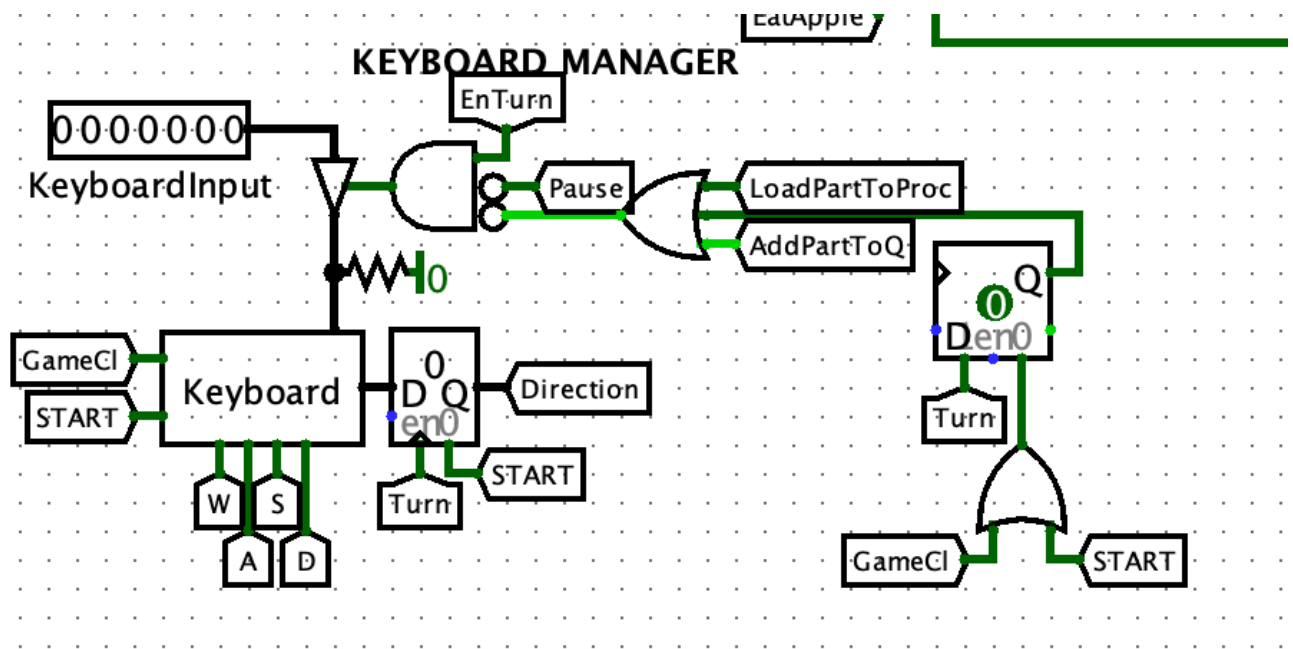 EatApple
KEYBOARD MANAGER
EnTurn
0000000
KeyboardInput
Pause
LoadPartToProc
AddPartToQ
0
Q
0
D en0
Turn
GameCl
START
Keyboard
0
D Q
en0
Direction
START
Turn
W
S
A
D
GameCl
START